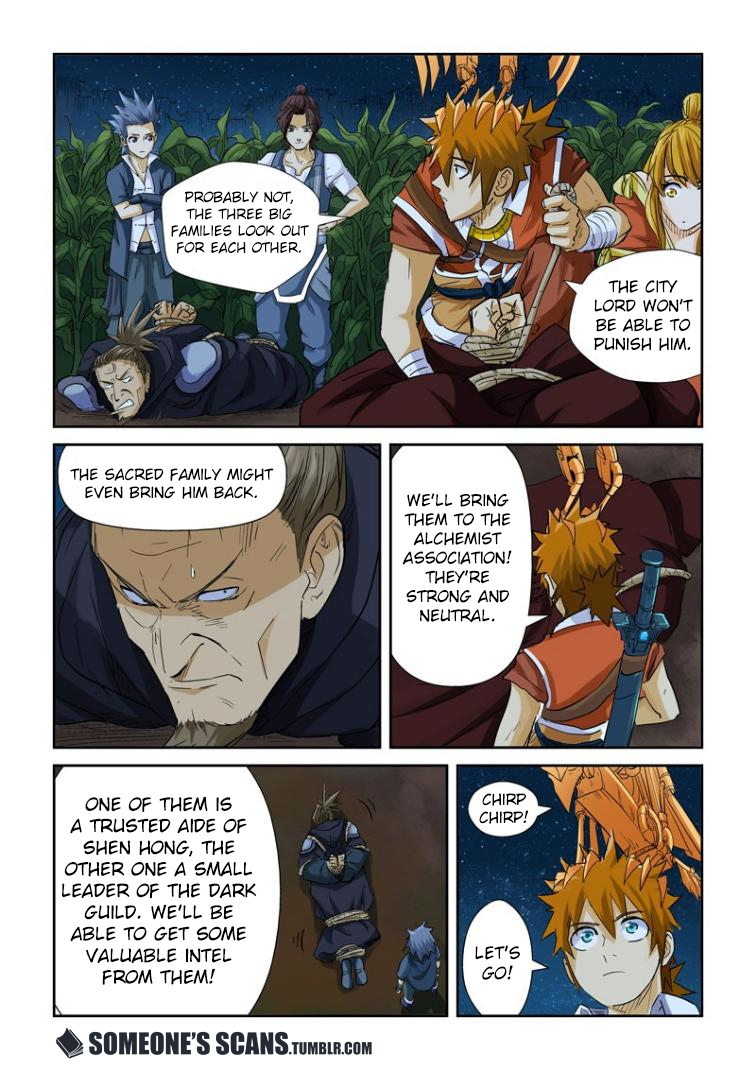 PROBABLY NOT,
THE THREE BIG
FAMILIES LOOK OUT
FOR EACH OTHER.
THE CITY
LORD WON'T
BE ABLE TO
PUNISH HIM.
THE SACRED FAMILY MIGHT
EVEN BRING HIM BACK.
WE'LL BRING
THEM TO THE
ALCHEMIST
ASSOCIATION!
THEY'RE
STRONG AND
NEUTRAL.
ONE OF THEM IS
A TRUSTED AIDE OF
SHEN HONG, THE
OTHER ONE A SMALL
LEADER OF THE DARK
GUILD. WE'LL BE
ABLE TO GET SOME
VALUABLE INTEL
FROM THEM!
CHIRP
CHIRP!
LET'S
GO!
SOMEONE'S SCANS.TUMBLR.COM